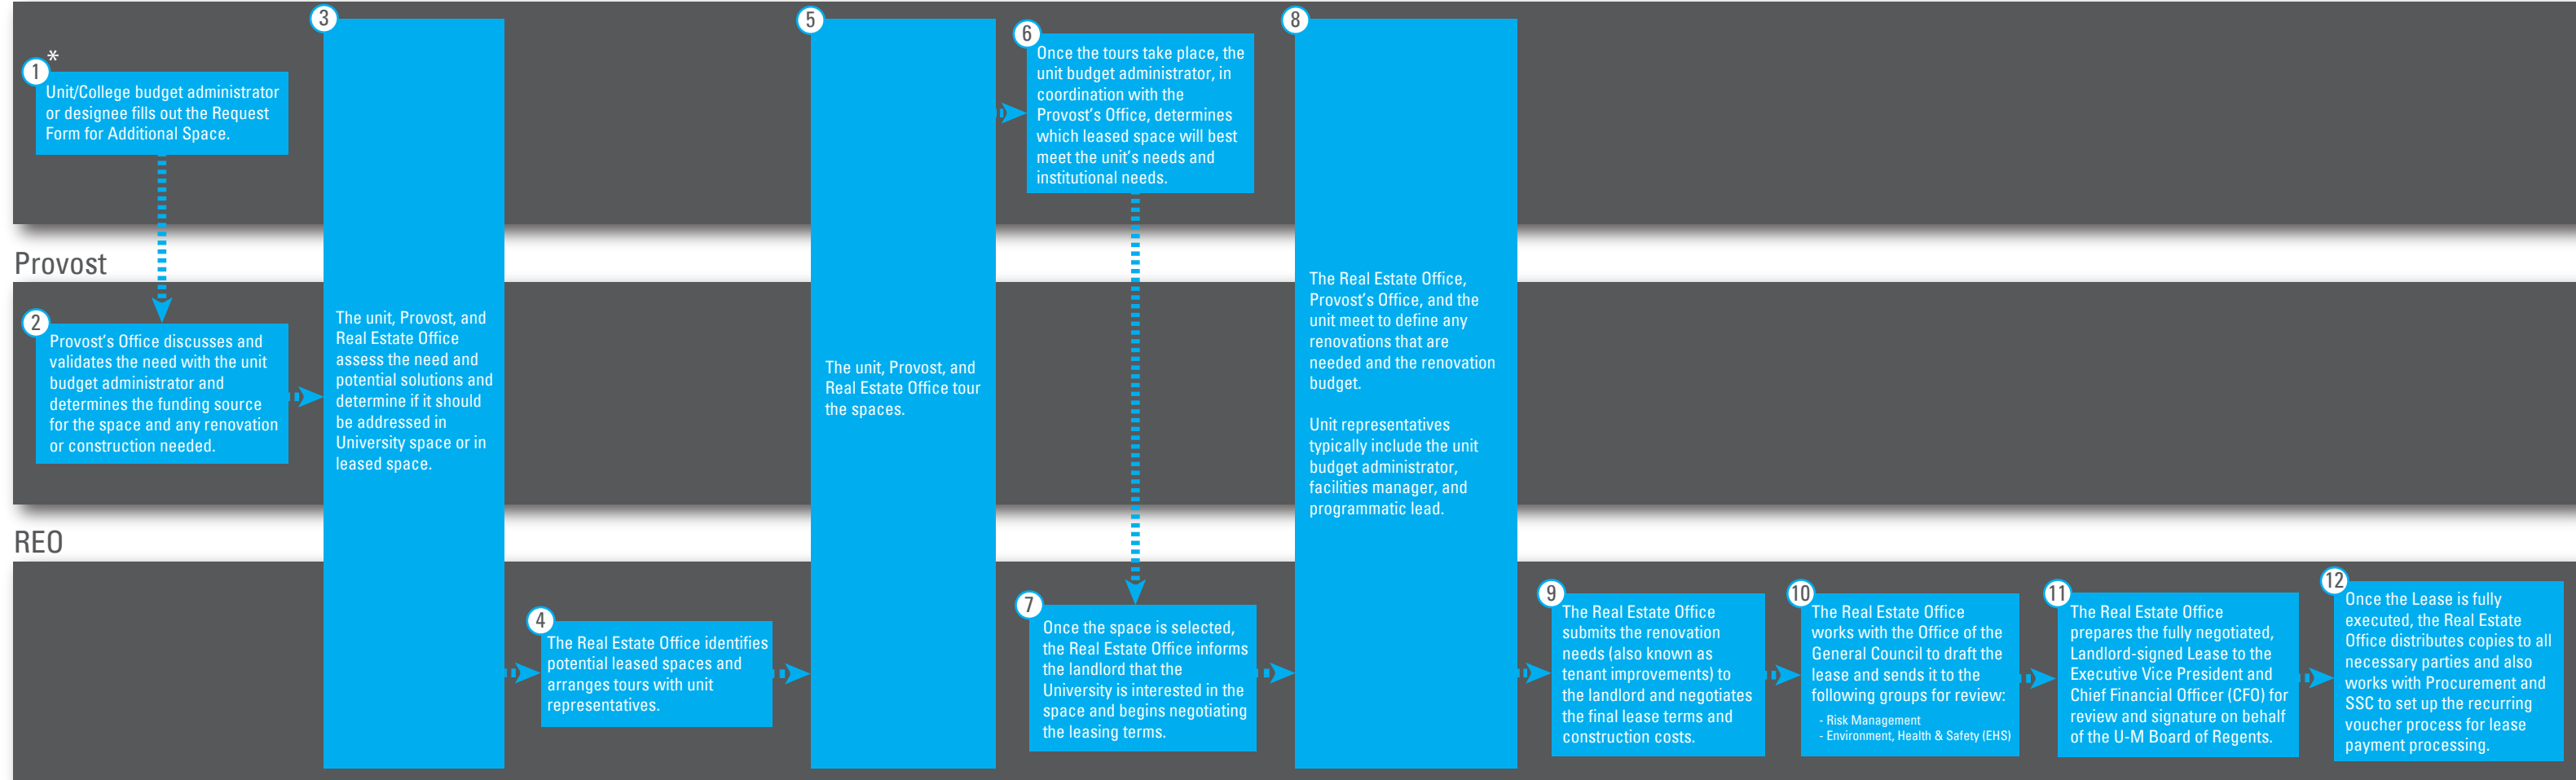 1
*
Unit/College budget administrator
or designee fills out the Request
Form for Additional Space.
Provost
2
Provost's Office discusses and
validates the need with the unit
budget administrator and
determines the funding source
for the space and any renovation
or construction needed.
3
The unit, Provost, and
Real Estate Office
assess the need and
potential solutions and
determine if it should
be addressed in
University space or in
leased space.
REO
4
The Real Estate Office identifies
potential leased spaces and
arranges tours with unit
representatives.
5
The unit, Provost, and
Real Estate Office tour
the spaces.
6
Once the tours take place, the
unit budget administrator, in
coordination with the
Provost's Office, determines
which leased space will best
meet the unit's needs and
institutional needs.
7
Once the space is selected,
the Real Estate Office informs
the landlord that the
University is interested in the
space and begins negotiating
the leasing terms.
8
The Real Estate Office,
Provost's Office, and the
unit meet to define any
renovations that are
needed and the renovation
budget.
Unit representatives
typically include the unit
budget administrator,
facilities manager, and
programmatic lead.
9
The Real Estate Office
submits the renovation
needs (also known as
tenant improvements) to
the landlord and negotiates
the final lease terms and
construction costs.
10
The Real Estate Office
works with the Office of the
General Council to draft the
lease and sends it to the
following groups for review:
- Risk Management
- Environment, Health & Safety (EHS)
11
The Real Estate Office
prepares the fully negotiated,
Landlord-signed Lease to the
Executive Vice President and
Chief Financial Officer (CFO) for
review and signature on behalf
of the U-M Board of Regents.
12
Once the Lease is fully
executed, the Real Estate
Office distributes copies to all
necessary parties and also
works with Procurement and
SSC to set up the recurring
voucher process for lease
payment processing.